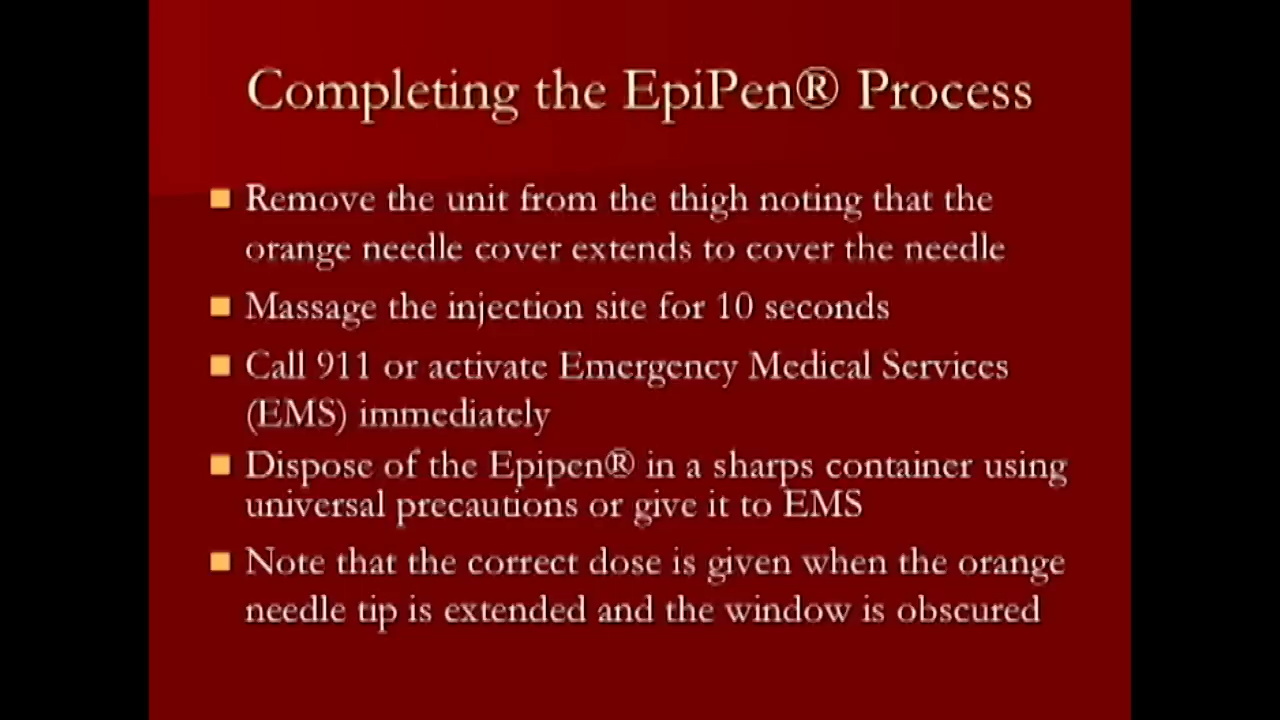 Completing the EpiPen® Process
Remove the unit from the thigh noting that the
orange needle cover extends to cover the needle
Massage the injection site for 10 seconds
Call 911 or activate Emergency Medical Services
(EMS) immediately
Dispose of the Epipen® in a sharps container using
universal precautions or give it to EMS
Note that the correct dose is given when the orange
needle tip is extended and the window is obscured